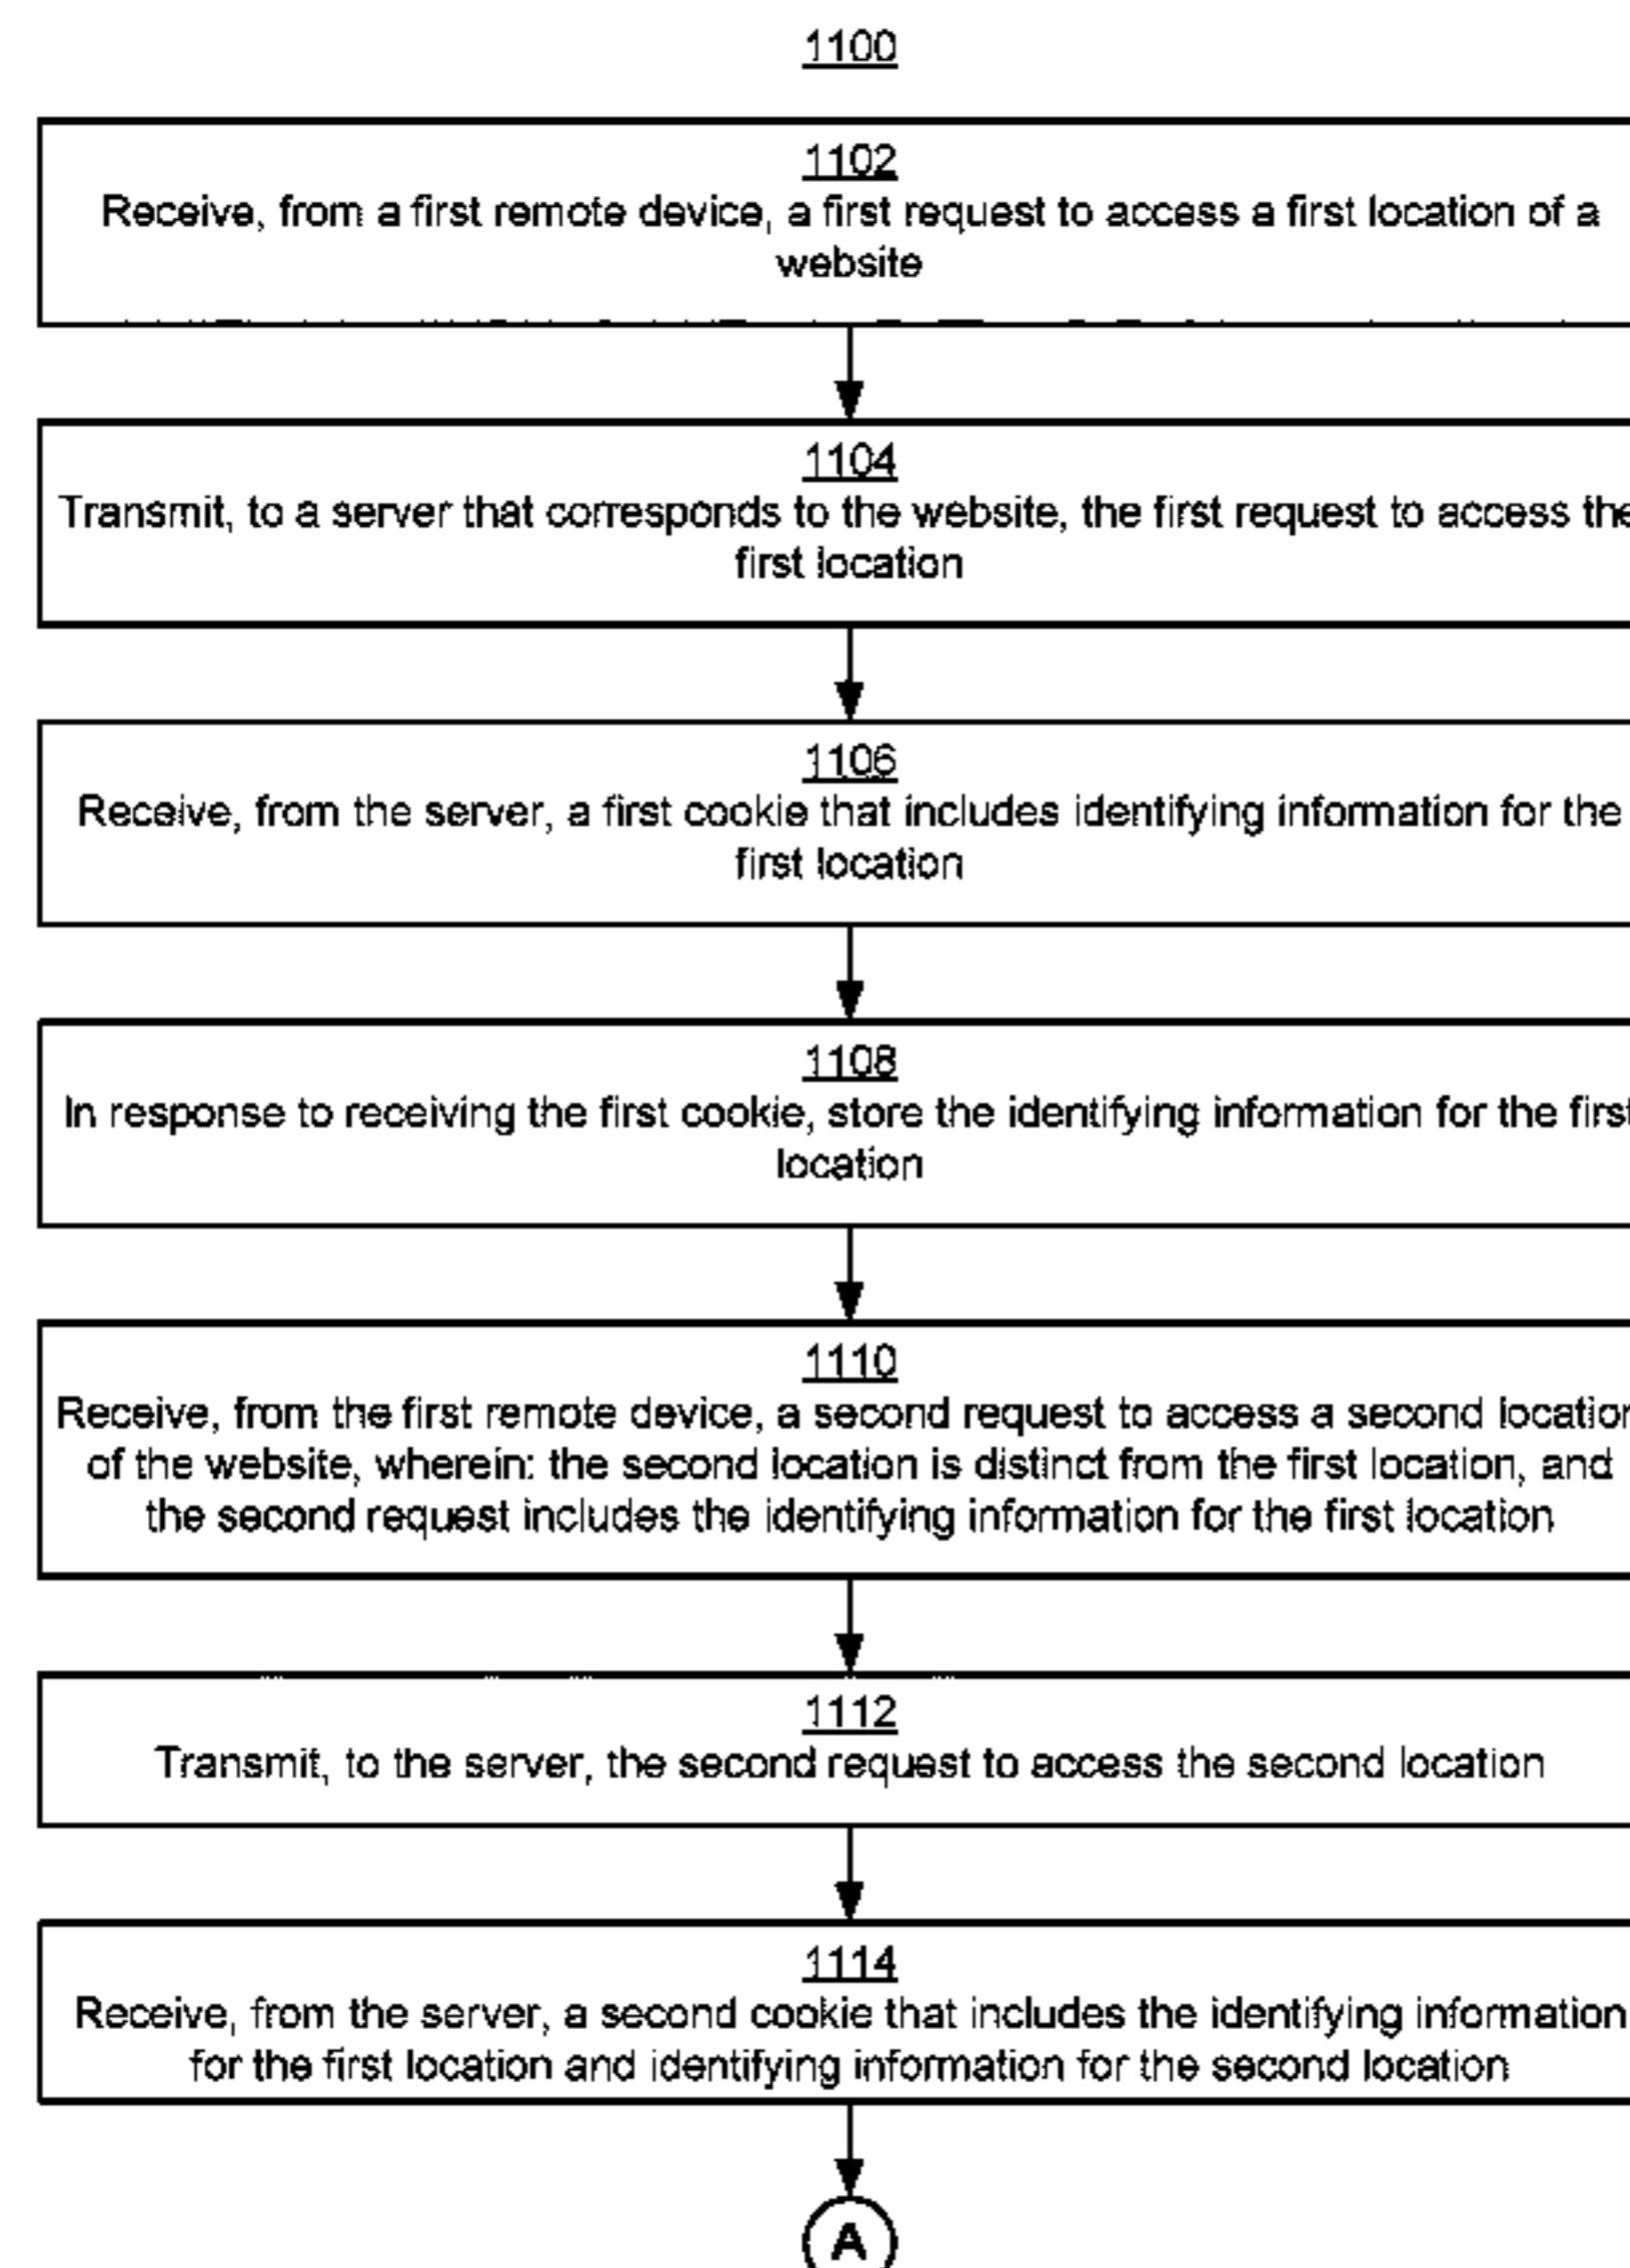 1100
1102
Receive, from a first remote device, a first request to access a first location of a
website
1104
Transmit, to a server that corresponds to the website, the first request to access the
first location
1106
Receive, from the server, a first cookie that includes identifying information for the
first location
1108
In response to receiving the first cookie, store the identifying information for the first
location
1110
Receive, from the first remote device, a second request to access a second location
of the website, wherein: the second location is distinct from the first location, and
the second request includes the identifying information for the first location
1112
Transmit, to the server, the second request to access the second location
1114
Receive, from the server, a second cookie that includes the identifying information
for the first location and identifying information for the second location
A